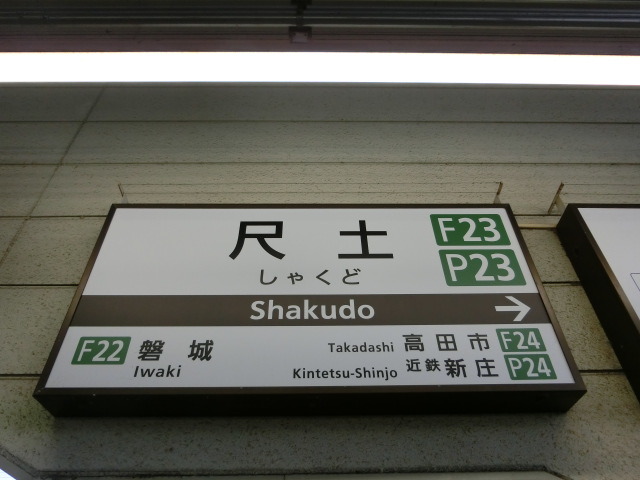 尺土 F23
しゃくど P23
Shakudo →
F22 磐城 Takadashi 高田市 F24
Iwaki Kintetsu-Shinjo 近鉄新庄 P24